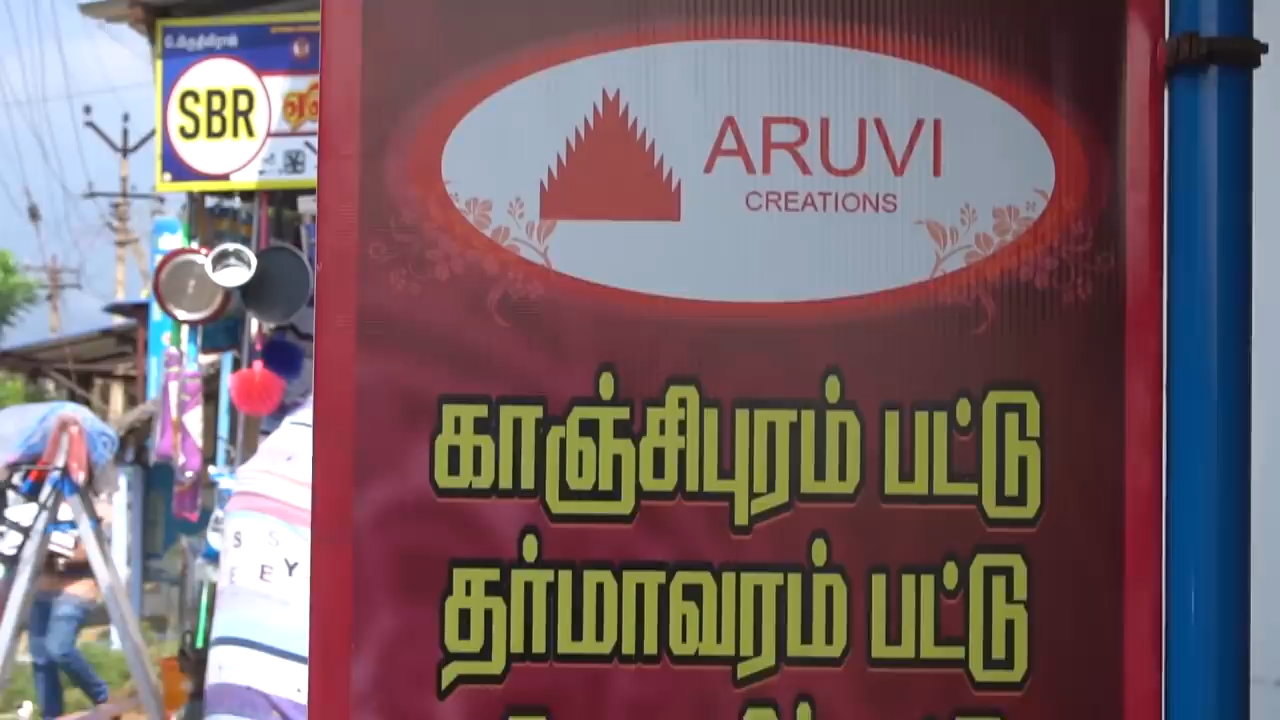 SBR
ARUVI
CREATIONS
காஞ்சிபுரம் பட்டு
தர்மாவரம் பட்டு
S S
E E Y